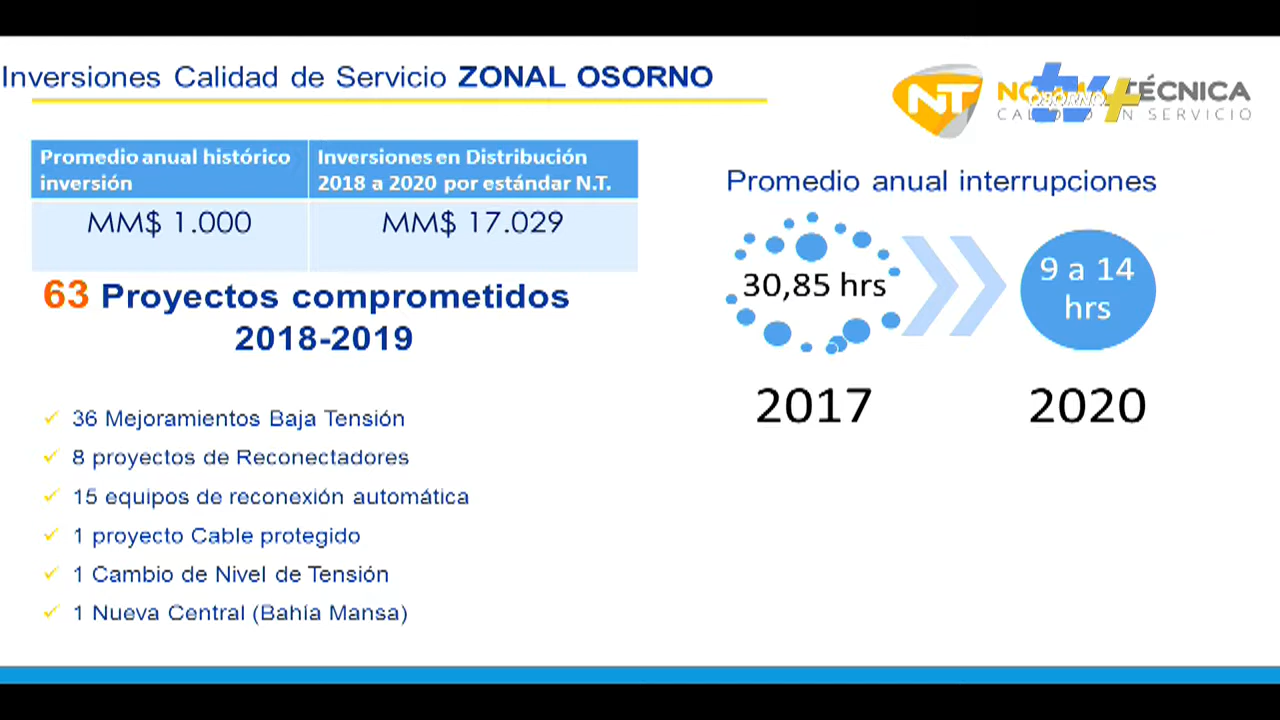 Inversiones Calidad de Servicio ZONAL OSORNO
NT
TÉCNICA
OSORNO
tv+
SERVICIO
Promedio anual histórico
inversión
Inversiones en Distribución
2018 a 2020 por estándar N.T.
MM$ 1.000
MM$ 17.029
63 Proyectos comprometidos
2018-2019
36 Mejoramientos Baja Tensión
8 proyectos de Reconectadores
15 equipos de reconexión automática
1 proyecto Cable protegido
1 Cambio de Nivel de Tensión
1 Nueva Central (Bahía Mansa)
Promedio anual interrupciones
30,85 hrs
9 a 14
hrs
2017
2020